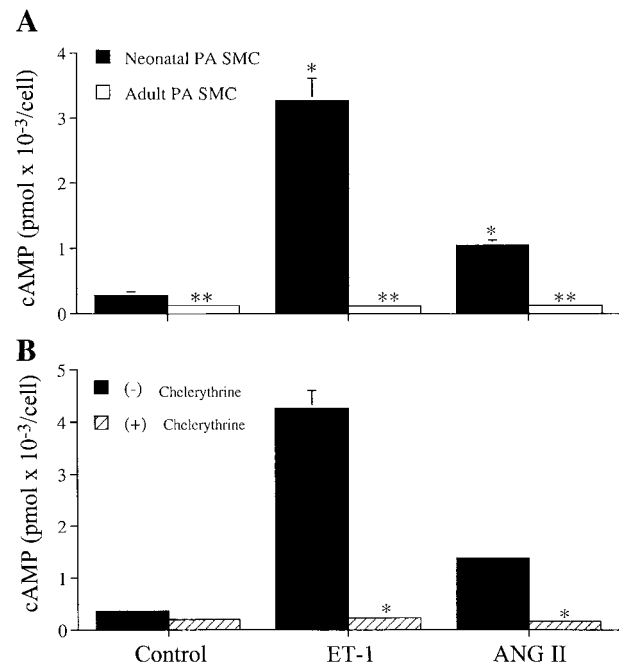 A
4
3
2
1
0
cAMP (pmol x 10⁻³/cell)
Neonatal PA SMC
Adult PA SMC
*
*
**
**
**
B
5
4
3
2
1
0
cAMP (pmol x 10⁻³/cell)
(-) Chelerythrine
(+) Chelerythrine
*
*
Control ET-1 ANG II